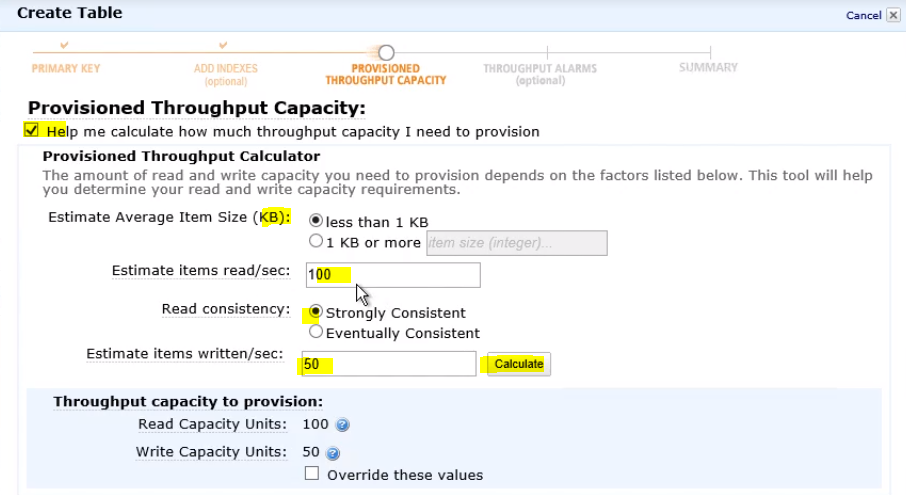 Create Table
Cancel
PRIMARY KEY
ADD INDEXES
(optional)
PROVISIONED
THROUGHPUT CAPACITY
THROUGHPUT ALARMS
(optional)
SUMMARY
Provisioned Throughput Capacity:
Help me calculate how much throughput capacity I need to provision
Provisioned Throughput Calculator
The amount of read and write capacity you need to provision depends on the factors listed below. This tool will help
you determine your read and write capacity requirements.
Estimate Average Item Size (KB): less than 1 KB
1 KB or more item size (integer)...
Estimate items read/sec: 100
Read consistency: Strongly Consistent
Eventually Consistent
Estimate items written/sec: 50 Calculate
Throughput capacity to provision:
Read Capacity Units: 100 ?
Write Capacity Units: 50 ?
Override these values